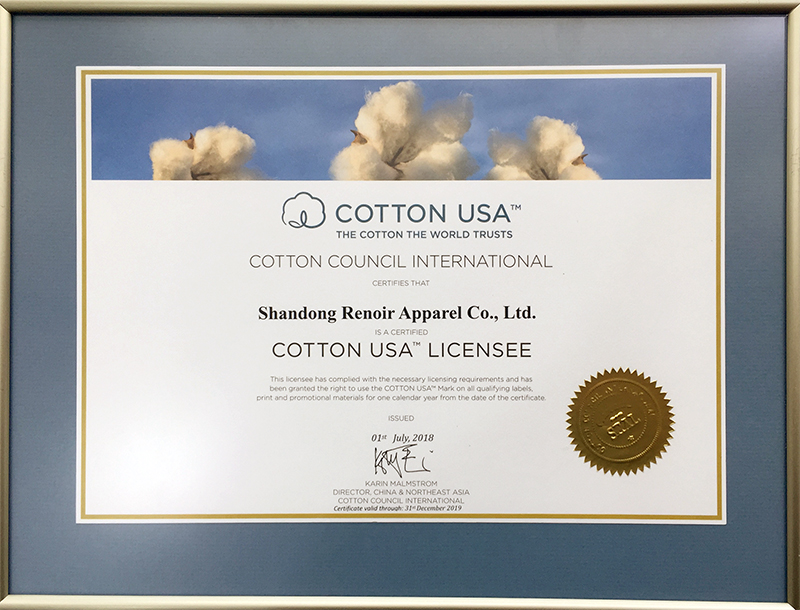 COTTON USA™
THE COTTON THE WORLD TRUSTS
COTTON COUNCIL INTERNATIONAL
CERTIFIES THAT
Shandong Renoir Apparel Co., Ltd.
IS A CERTIFIED
COTTON USA™ LICENSEE
This licensee has complied with the necessary licensing requirements and has
been granted the right to use the COTTON USA™ Mark on all qualifying labels,
print and promotional materials for one calendar year from the date of the certificate.
ISSUED
01st July, 2018
KARIN MALMSTROM
DIRECTOR, CHINA & NORTHEAST ASIA
COTTON COUNCIL INTERNATIONAL
Certificate valid through: 31st December 2019
SEAL